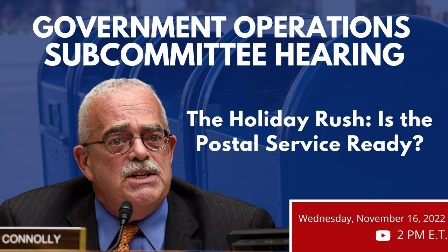 GOVERNMENT OPERATIONS
SUBCOMMITTEE HEARING
The Holiday Rush: Is the
Postal Service Ready?
CONNOLLY
Wednesday, November 16, 2022
2 PM E.T.